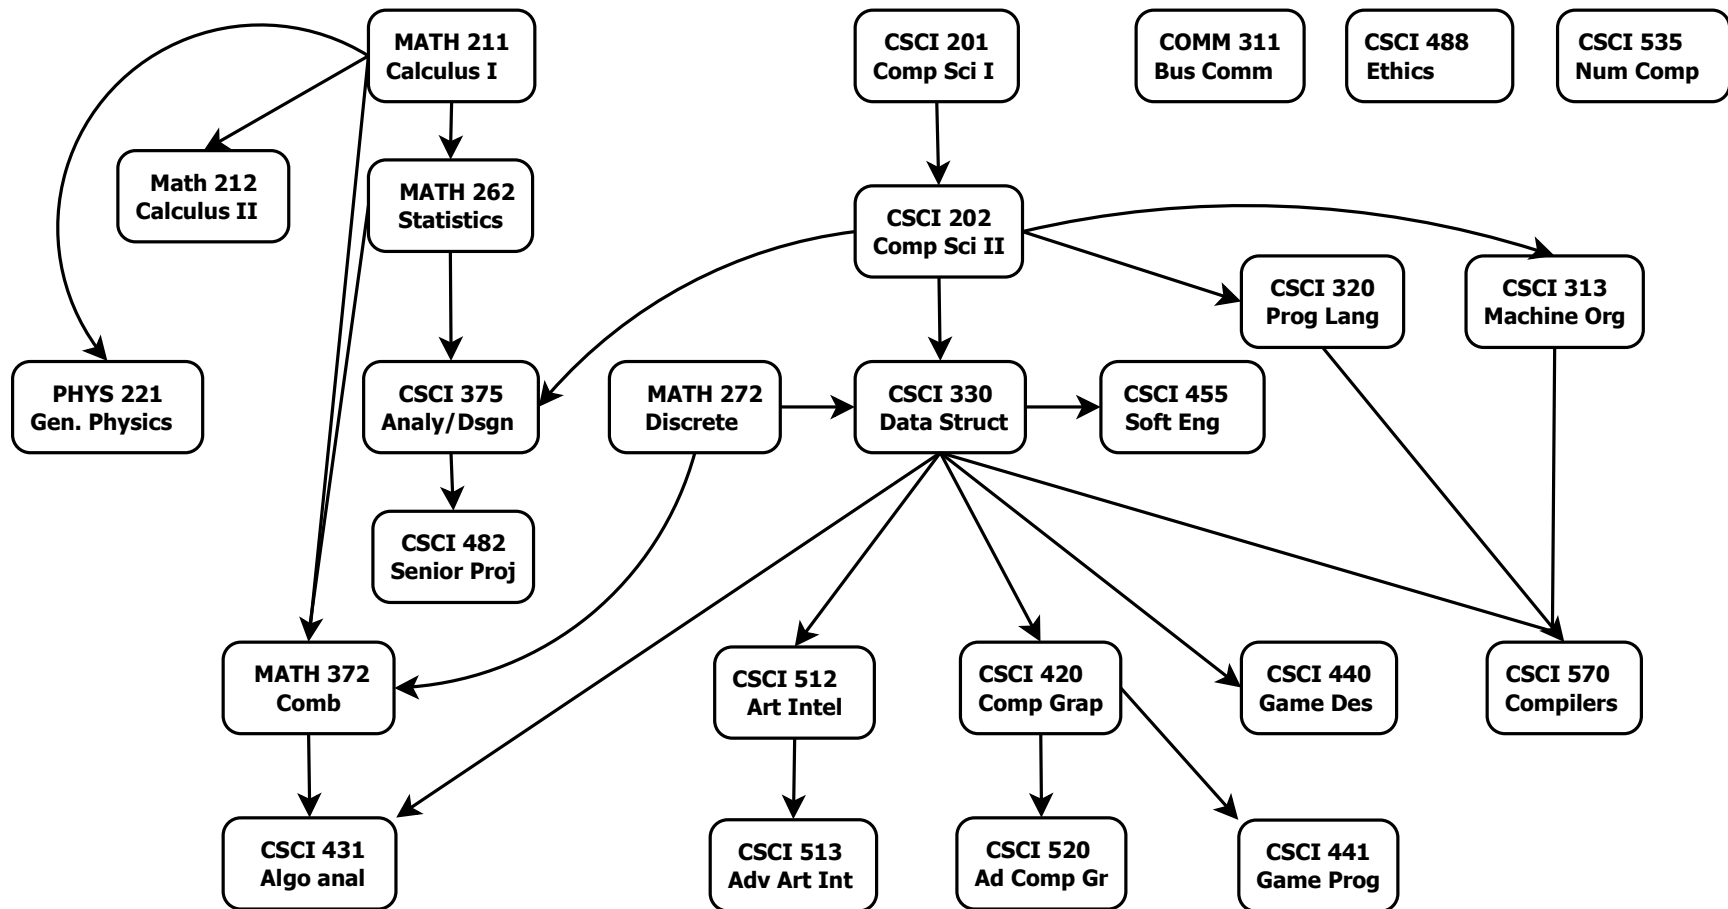 MATH 211
Calculus I
CSCI 201
Comp Sci I
COMM 311
Bus Comm
CSCI 488
Ethics
CSCI 535
Num Comp
Math 212
Calculus II
MATH 262
Statistics
CSCI 202
Comp Sci II
CSCI 320
Prog Lang
CSCI 313
Machine Org
PHYS 221
Gen. Physics
CSCI 375
Analy/Dsgn
MATH 272
Discrete
CSCI 330
Data Struct
CSCI 455
Soft Eng
CSCI 482
Senior Proj
MATH 372
Comb
CSCI 512
Art Intel
CSCI 420
Comp Grap
CSCI 440
Game Des
CSCI 570
Compilers
CSCI 431
Algo anal
CSCI 513
Adv Art Int
CSCI 520
Ad Comp Gr
CSCI 441
Game Prog